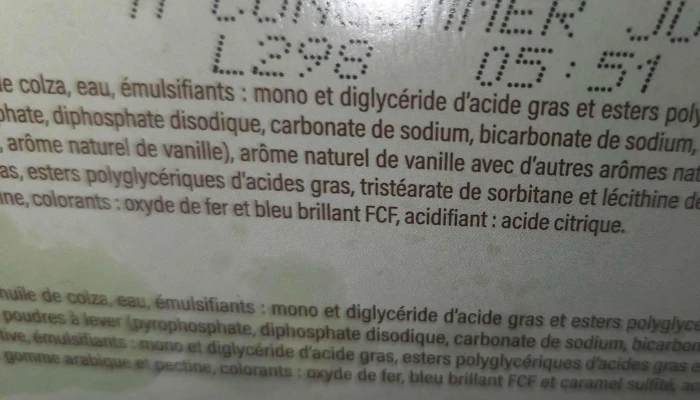 L298 05:51
e colza, eau, émulsifiants : mono et diglycéride d'acide gras et esters poly
phate, diphosphate disodique, carbonate de sodium, bicarbonate de sodium,
, arôme naturel de vanille), arôme naturel de vanille avec d'autres arômes nat
as, esters polyglycériques d'acides gras, tristéarate de sorbitane et lécithine de
ine, colorants : oxyde de fer et bleu brillant FCF, acidifiant : acide citrique.
huile de colza, eau, émulsifiants : mono et diglycéride d'acide gras et esters polyglycé
poudres à lever (pyrophosphate, diphosphate disodique, carbonate de sodium, bicarbon
tive, émulsifiants : mono et diglycéride d'acide gras, esters polyglycériques d'acides gras e
gomme arabique et pectine, colorants : oxyde de fer, bleu brillant FCF et caramel sulfité, ac